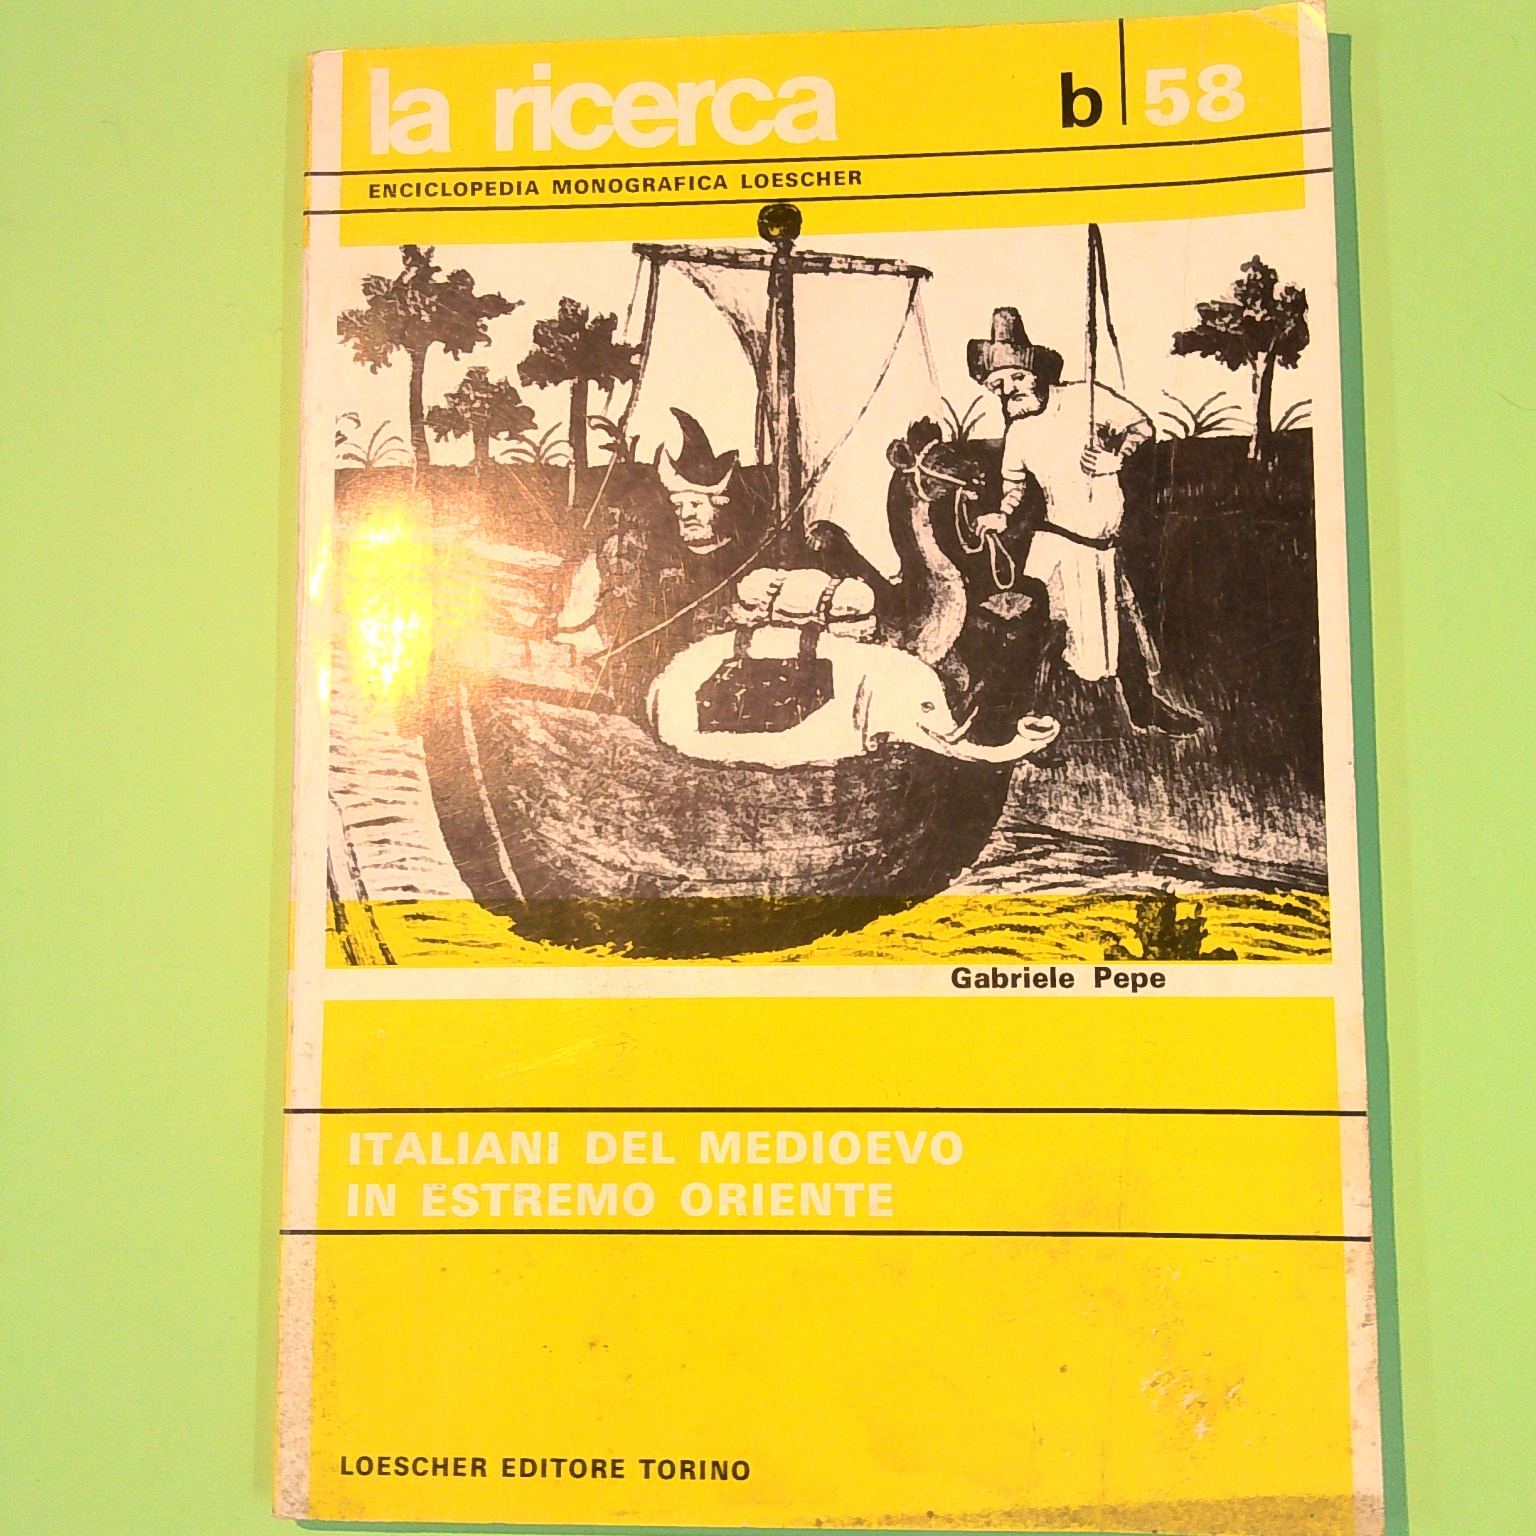 la ricerca
b 58
ENCICLOPEDIA MONOGRAFICA LOESCHER
Gabriele Pepe
ITALIANI DEL MEDIOEVO
IN ESTREMO ORIENTE
LOESCHER EDITORE TORINO